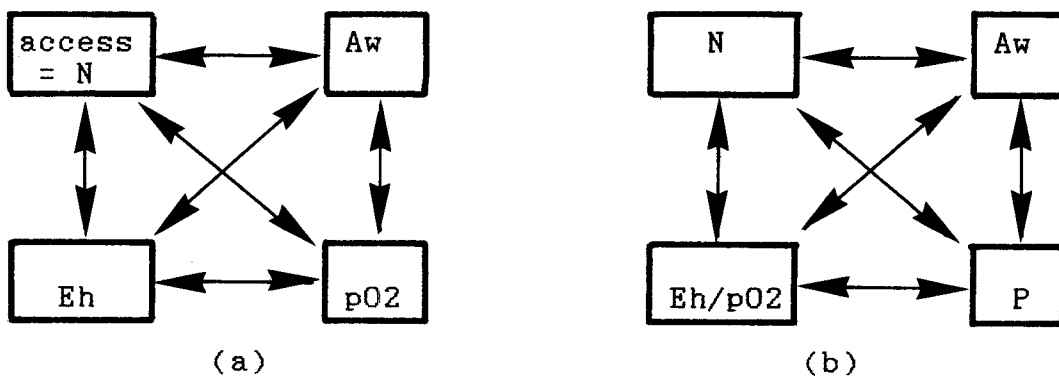 access
= N
Aw
Eh
pO2
(a)
N
Aw
Eh/pO2
P
(b)